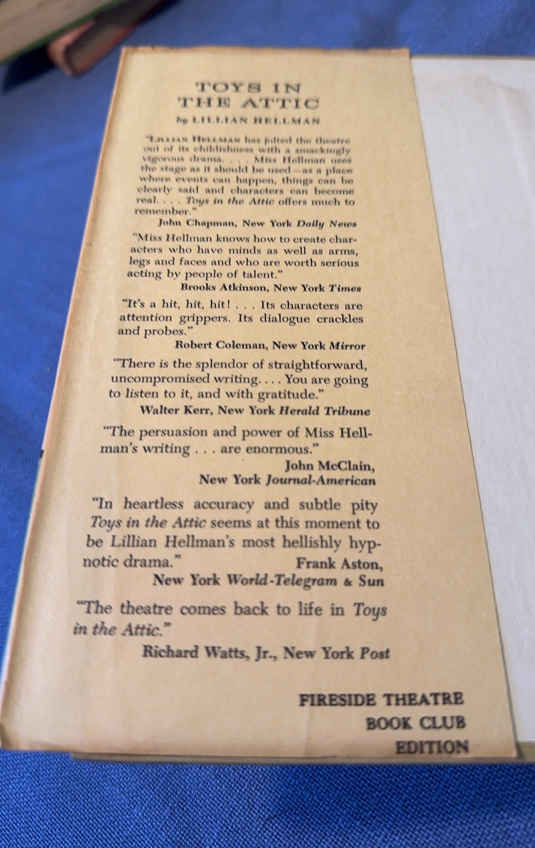 TOYS IN
THE ATTIC
by LILLIAN HELLMAN
"LILLIAN HELLMAN has jolted the theatre
out of its childishness with a smackingly
vigorous drama. . . . Miss Hellman uses
the stage as it should be used—as a place
where events can happen, things can be
clearly said and characters can become
real. . . . Toys in the Attic offers much to
remember."
John Chapman, New York Daily News
"Miss Hellman knows how to create char-
acters who have minds as well as arms,
legs and faces and who are worth serious
acting by people of talent."
Brooks Atkinson, New York Times
"It's a hit, hit, hit! . . . Its characters are
attention grippers. Its dialogue crackles
and probes."
Robert Coleman, New York Mirror
"There is the splendor of straightforward,
uncompromised writing. . . . You are going
to listen to it, and with gratitude."
Walter Kerr, New York Herald Tribune
"The persuasion and power of Miss Hell-
man's writing . . . are enormous."
John McClain,
New York Journal-American
"In heartless accuracy and subtle pity
Toys in the Attic seems at this moment to
be Lillian Hellman's most hellishly hyp-
notic drama." Frank Aston,
New York World-Telegram & Sun
"The theatre comes back to life in Toys
in the Attic."
Richard Watts, Jr., New York Post
FIRESIDE THEATRE
BOOK CLUB
EDITION